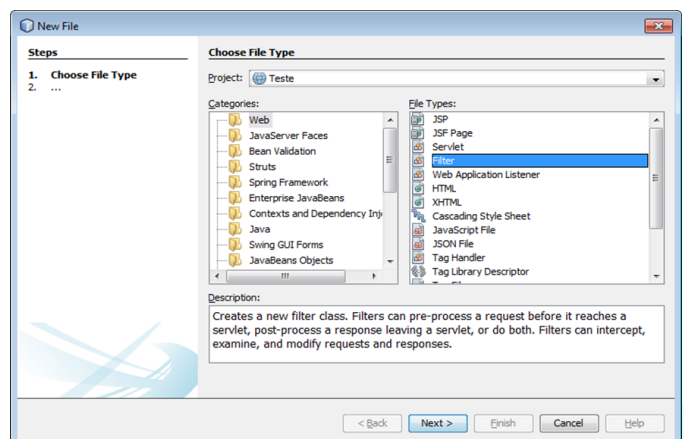 New File
Steps
1. Choose File Type
2. ...
Choose File Type
Project: Teste
Categories:
Web
JavaServer Faces
Bean Validation
Struts
Spring Framework
Enterprise JavaBeans
Contexts and Dependency Inje
Java
Swing GUI Forms
JavaBeans Objects
File Types:
JSP
JSF Page
Servlet
Filter
Web Application Listener
HTML
XHTML
Cascading Style Sheet
JavaScript File
JSON File
Tag Handler
Tag Library Descriptor
Description:
Creates a new filter class. Filters can pre-process a request before it reaches a
servlet, post-process a response leaving a servlet, or do both. Filters can intercept,
examine, and modify requests and responses.
< Back Next > Finish Cancel Help